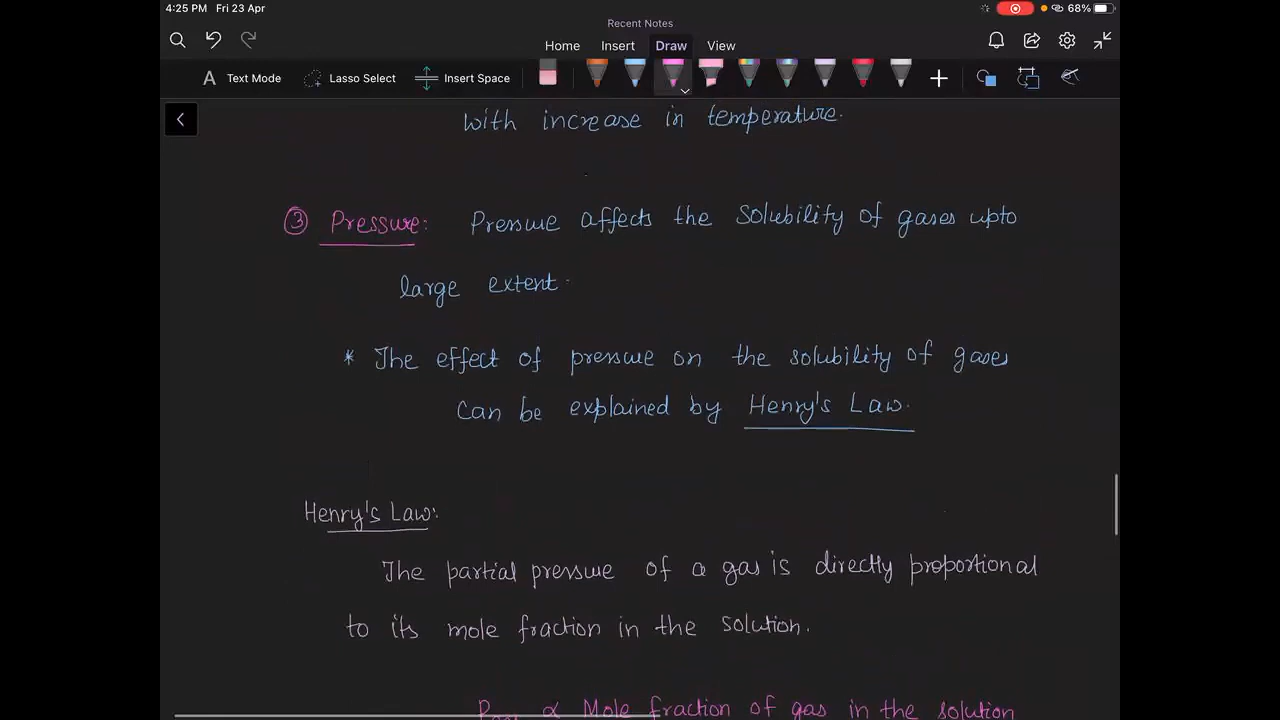 4:25 PM Fri 23 Apr
68%
Recent Notes
Home Insert Draw View
Text Mode Lasso Select Insert Space
with increase in temperature.
③ Pressure: Pressure affects the solubility of gases upto
large extent.
* The effect of pressure on the solubility of gases
can be explained by Henry's Law.
Henry's Law:
The partial pressure of a gas is directly proportional
to its mole fraction in the solution.
Pgas ∝ Mole fraction of gas in the solution